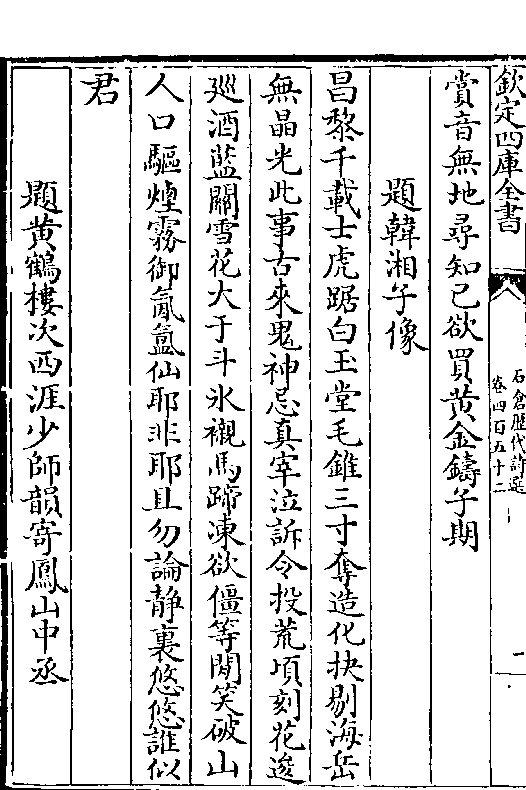 欽定四庫全書
石倉歴代詩選
卷四百五十二
一
賞音無地尋知已欲買黄金鑄子期
題韓湘子像
昌黎千載士虎踞白玉堂毛錐三寸奪造化抉剔海岳
無晶光此事古來鬼神忌真宰泣訴令投荒頃刻花逡
廵酒藍關雪花大于斗氷襯馬蹄凍欲僵等閒笑破山
人口驅煙霧御氤氲仙耶非耶且勿論静裏悠悠誰似
君
題黄鶴樓次西涯少師韻寄鳳山中丞